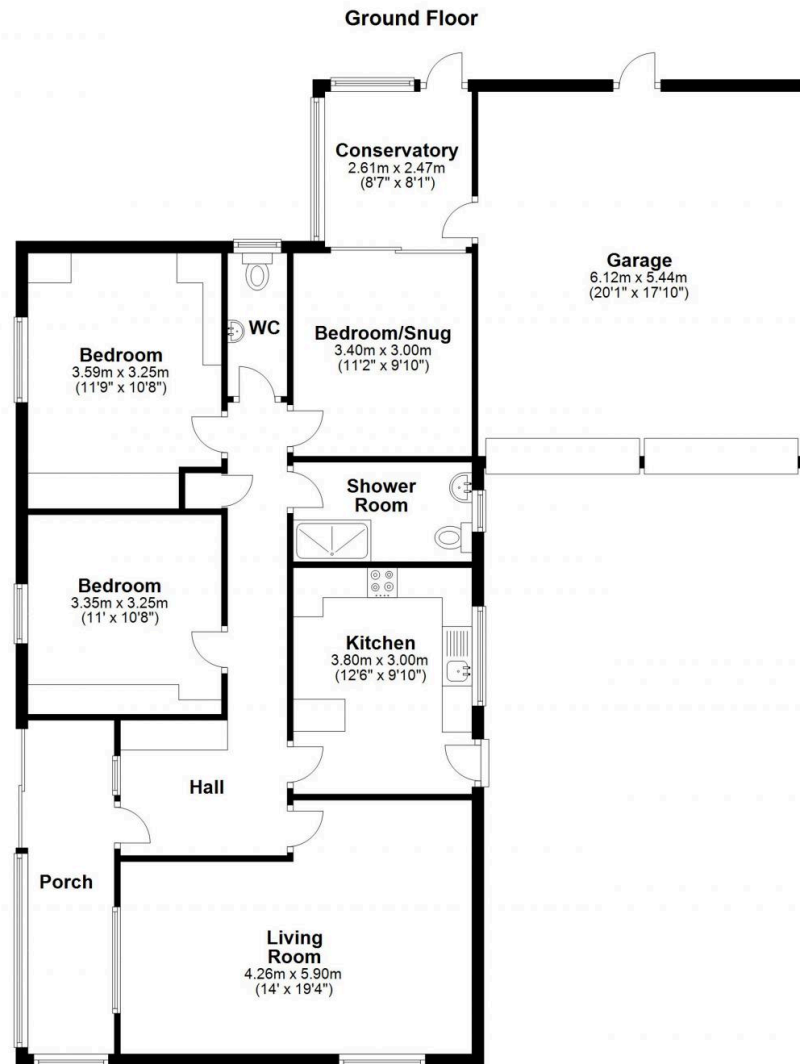 Ground Floor
Conservatory
2.61m x 2.47m
(8'7" x 8'1")
Garage
6.12m x 5.44m
(20'1" x 17'10")
WC
Bedroom/Snug
3.40m x 3.00m
(11'2" x 9'10")
Bedroom
3.59m x 3.25m
(11'9" x 10'8")
Shower
Room
Bedroom
3.35m x 3.25m
(11' x 10'8")
Kitchen
3.80m x 3.00m
(12'6" x 9'10")
Hall
Porch
Living
Room
4.26m x 5.90m
(14' x 19'4")